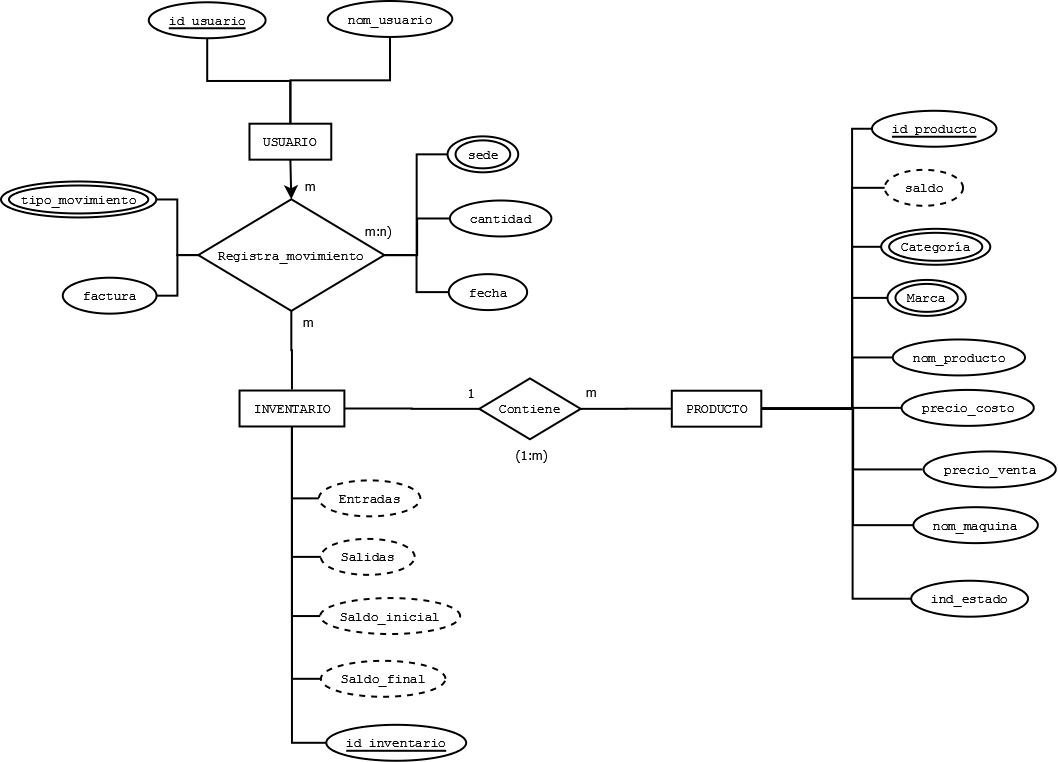 id_usuario
nom_usuario
USUARIO
m
tipo_movimiento
factura
Registra_movimiento
m:n)
sede
cantidad
fecha
m
INVENTARIO
1
Contiene
(1:m)
m
PRODUCTO
id_producto
saldo
Categoría
Marca
nom_producto
precio_costo
precio_venta
nom_maquina
ind_estado
Entradas
Salidas
Saldo_inicial
Saldo_final
id_inventario